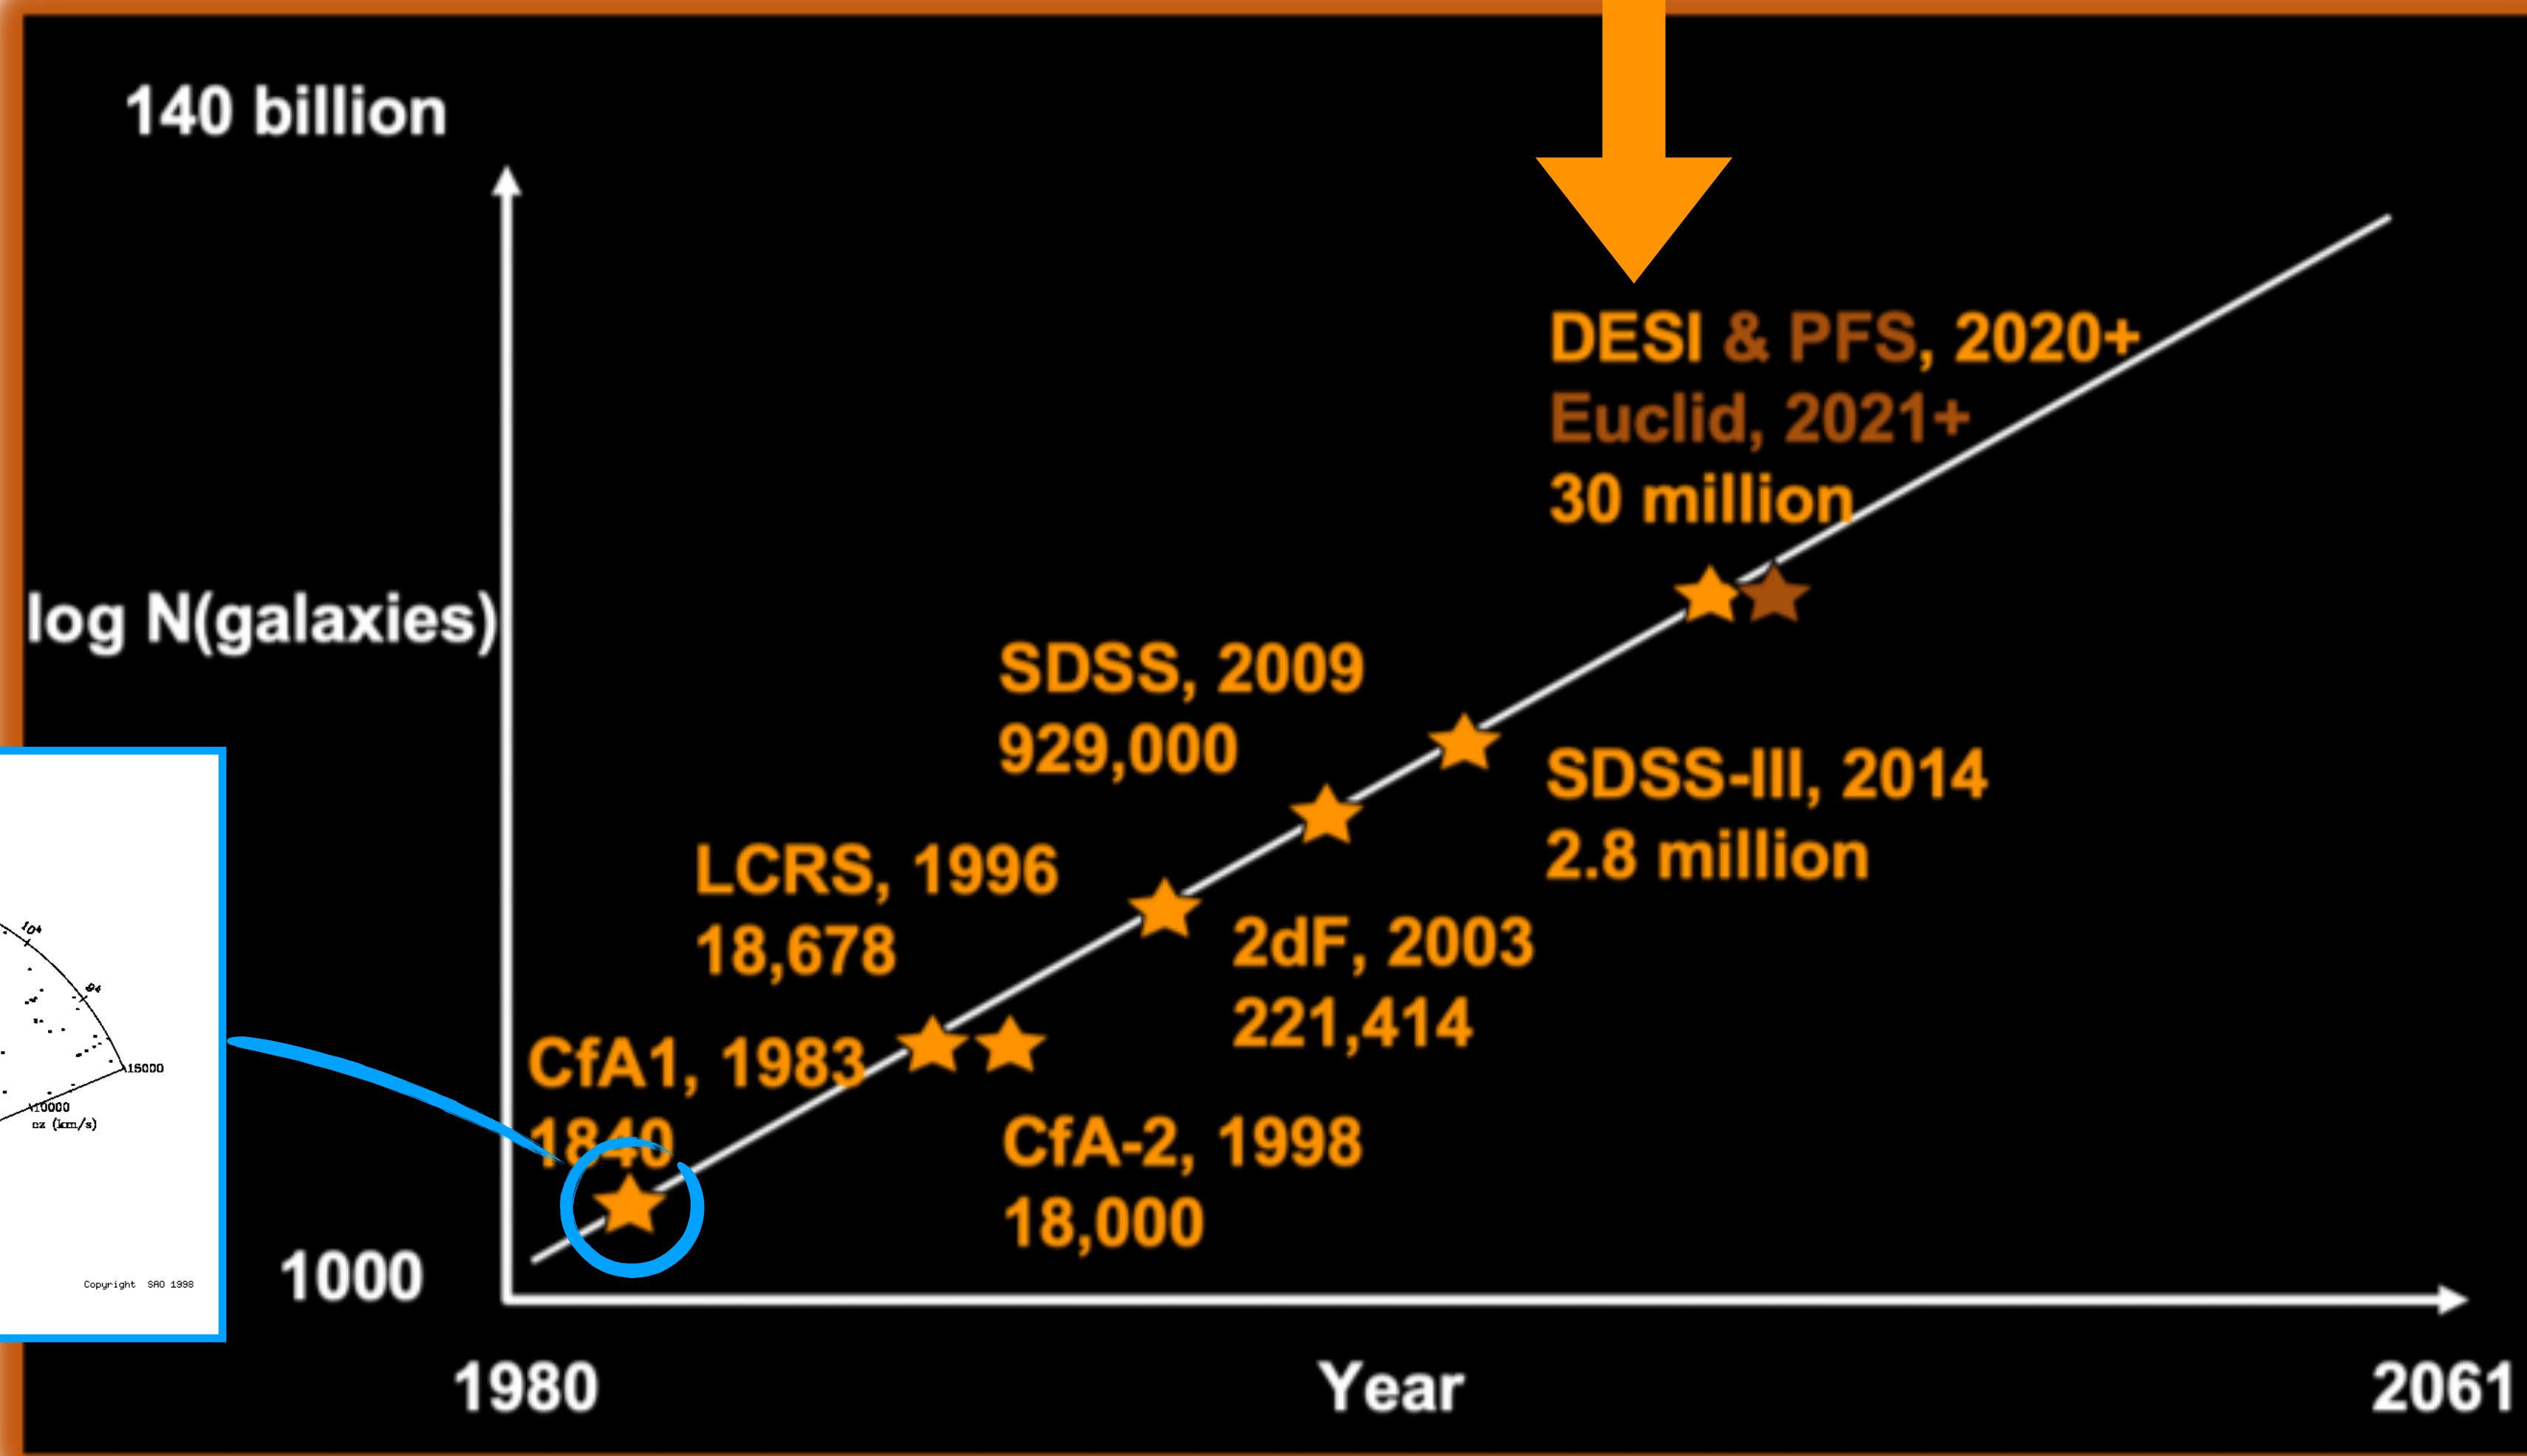 140 billion
DESI & PFS, 2020+
Euclid, 2021+
30 million
log N(galaxies)
SDSS, 2009
929,000
SDSS-III, 2014
2.8 million
LCRS, 1996
18,678
2dF, 2003
221,414
CfA1, 1983
1840
CfA-2, 1998
18,000
15000
10000
cz (km/s)
1000
Copyright SAO 1998
1980
Year
2061